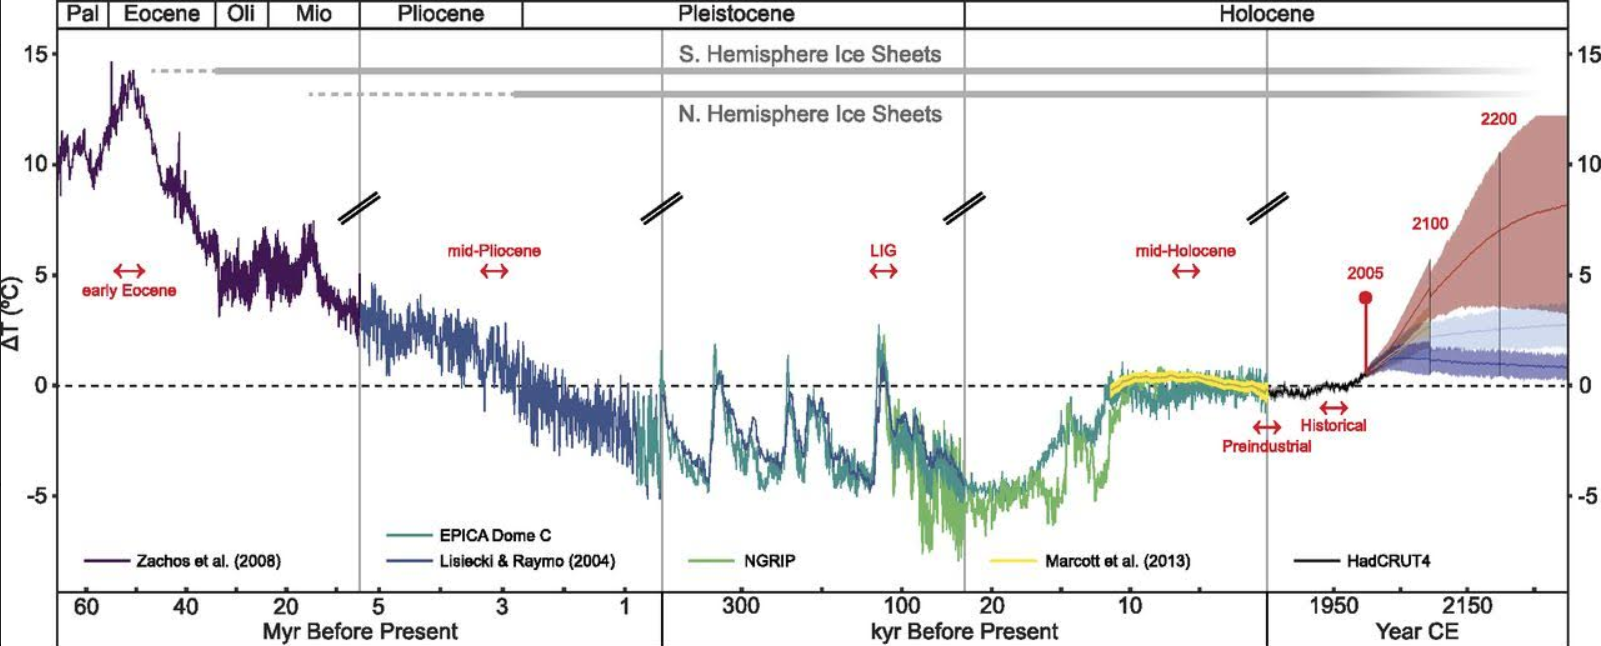 Pal Eocene Oli Mio Pliocene Pleistocene Holocene
15 S. Hemisphere Ice Sheets 15
N. Hemisphere Ice Sheets
2200
10 10
2100
mid-Pliocene LIG mid-Holocene
2005
5 5
early Eocene
ΔT (ºC)
0 0
Historical
Preindustrial
-5 -5
EPICA Dome C
Zachos et al. (2008) Lisiecki & Raymo (2004) NGRIP Marcott et al. (2013) HadCRUT4
60 40 20 5 3 1 300 100 20 10 1950 2150
Myr Before Present kyr Before Present Year CE